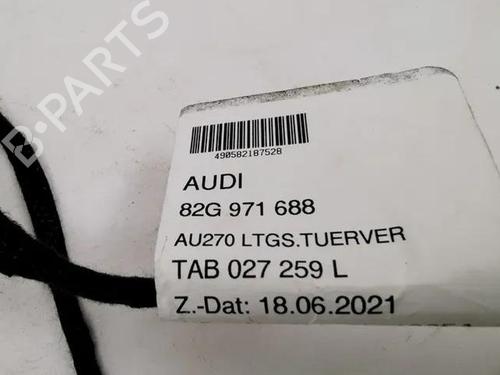 B-PARTS
490582187528
AUDI
82G 971 688
AU270 LTGS.TUERVER
TAB 027 259 L
Z.-Dat: 18.06.2021